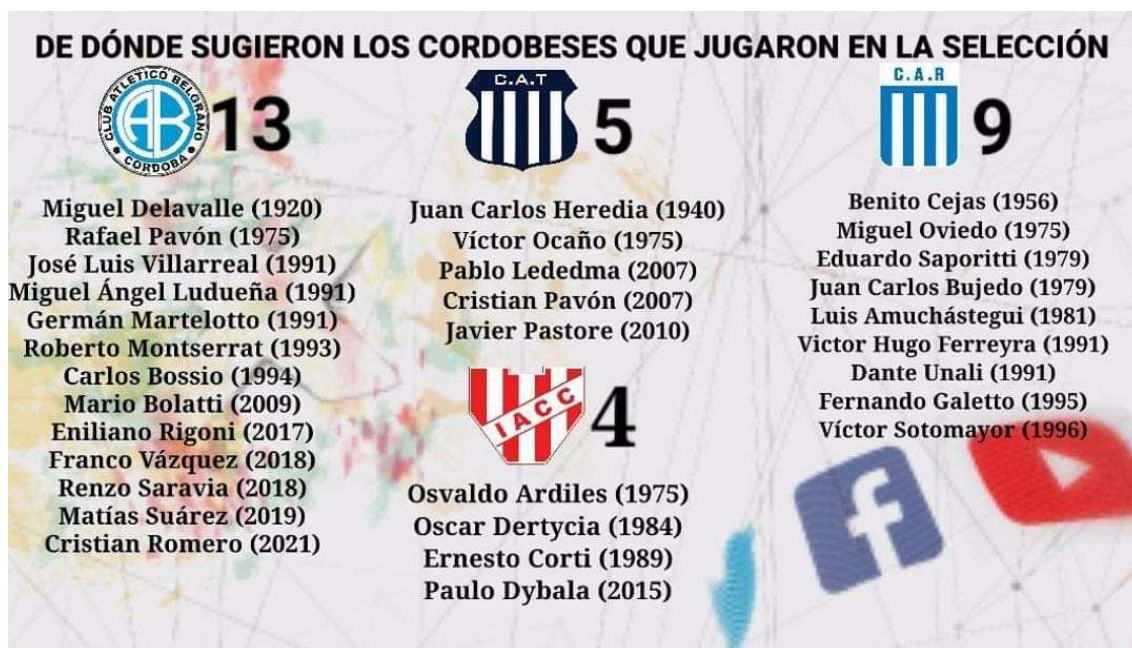 DE DÓNDE SUGIERON LOS CORDOBESES QUE JUGARON EN LA SELECCIÓN
CLUB ATLÉTICO BELGRANO
AB
CORDOBA
13
Miguel Delavalle (1920)
Rafael Pavón (1975)
José Luis Villarreal (1991)
Miguel Ángel Ludueña (1991)
Germán Martelotto (1991)
Roberto Montserrat (1993)
Carlos Bossio (1994)
Mario Bolatti (2009)
Eniliano Rigoni (2017)
Franco Vázquez (2018)
Renzo Saravia (2018)
Matías Suárez (2019)
Cristian Romero (2021)
C.A.T
5
Juan Carlos Heredia (1940)
Víctor Ocaño (1975)
Pablo Lededma (2007)
Cristian Pavón (2007)
Javier Pastore (2010)
IACC
4
Osvaldo Ardiles (1975)
Oscar Dertycia (1984)
Ernesto Corti (1989)
Paulo Dybala (2015)
C.A.R
9
Benito Cejas (1956)
Miguel Oviedo (1975)
Eduardo Saporitti (1979)
Juan Carlos Bujedo (1979)
Luis Amuchástegui (1981)
Victor Hugo Ferreyra (1991)
Dante Unali (1991)
Fernando Galetto (1995)
Víctor Sotomayor (1996)
f